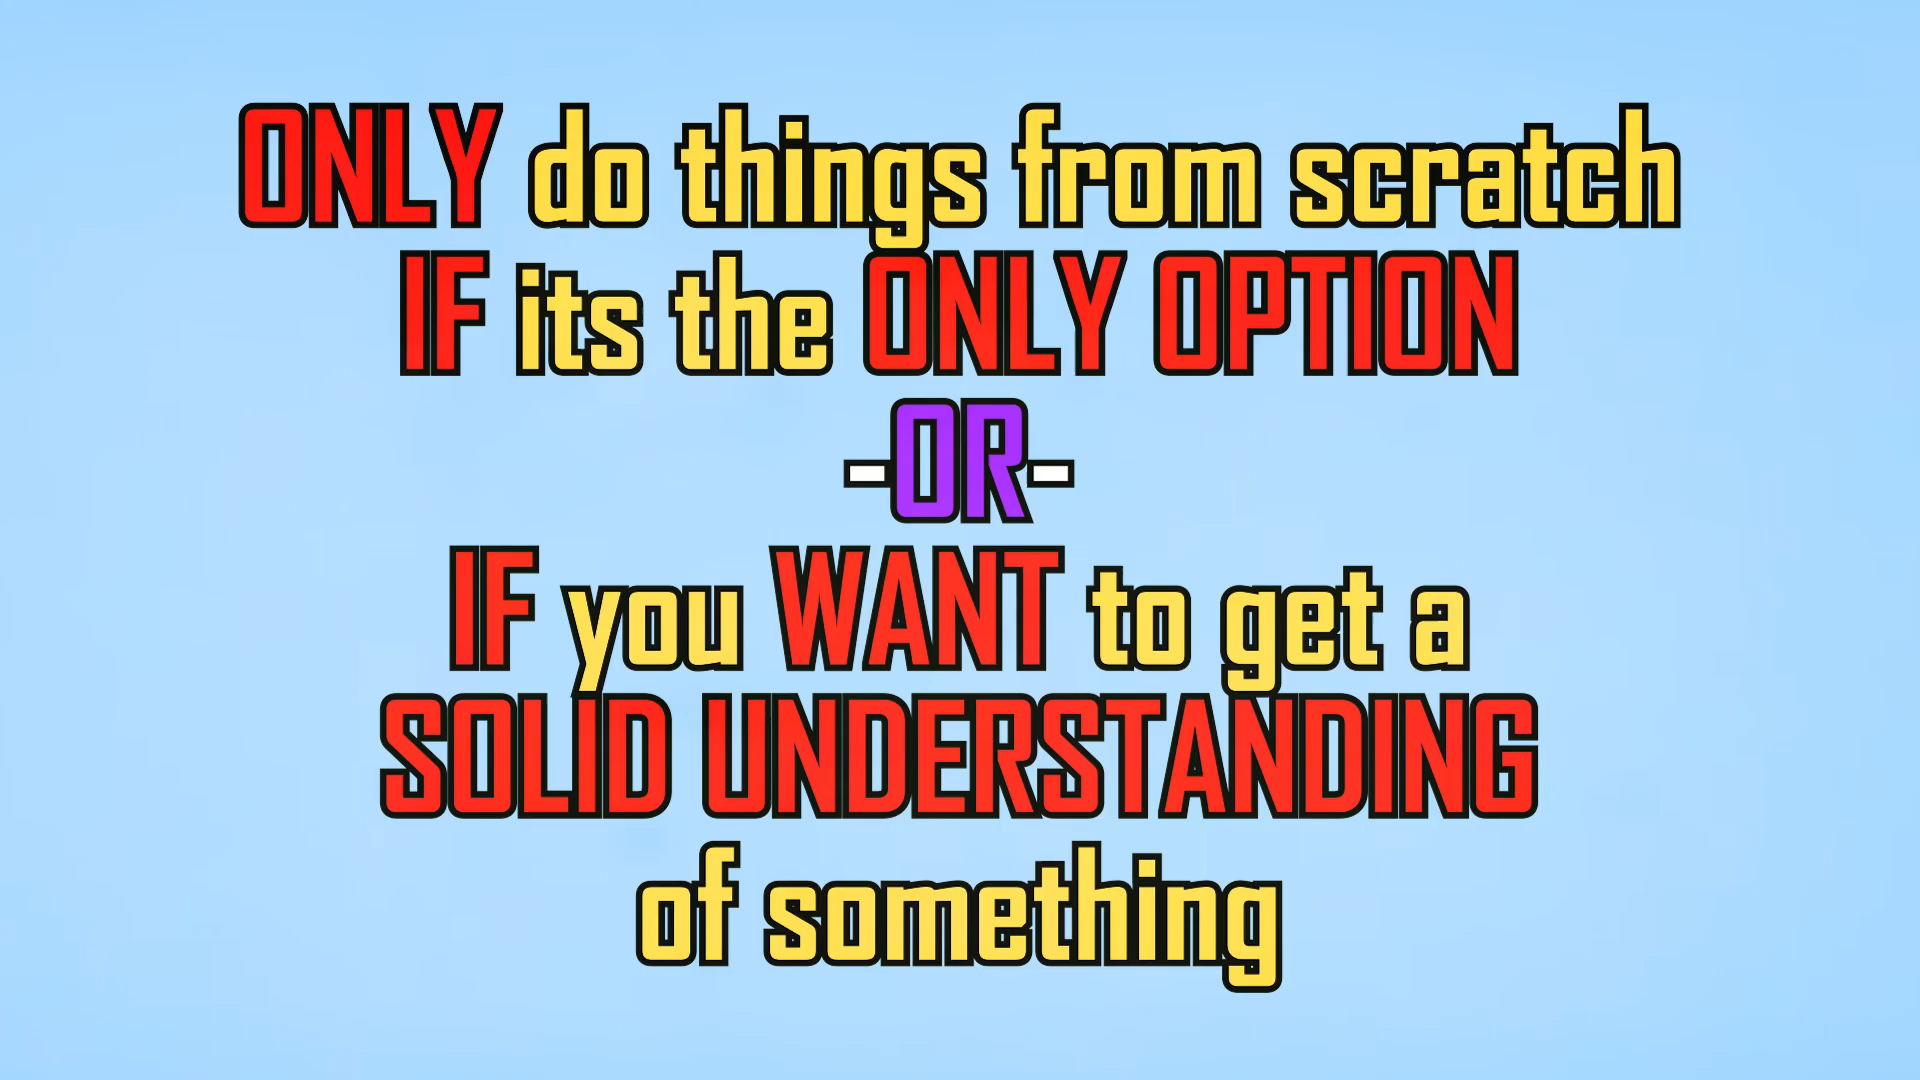 ONLY do things from scratch
IF its the ONLY OPTION
-OR-
IF you WANT to get a
SOLID UNDERSTANDING
of something